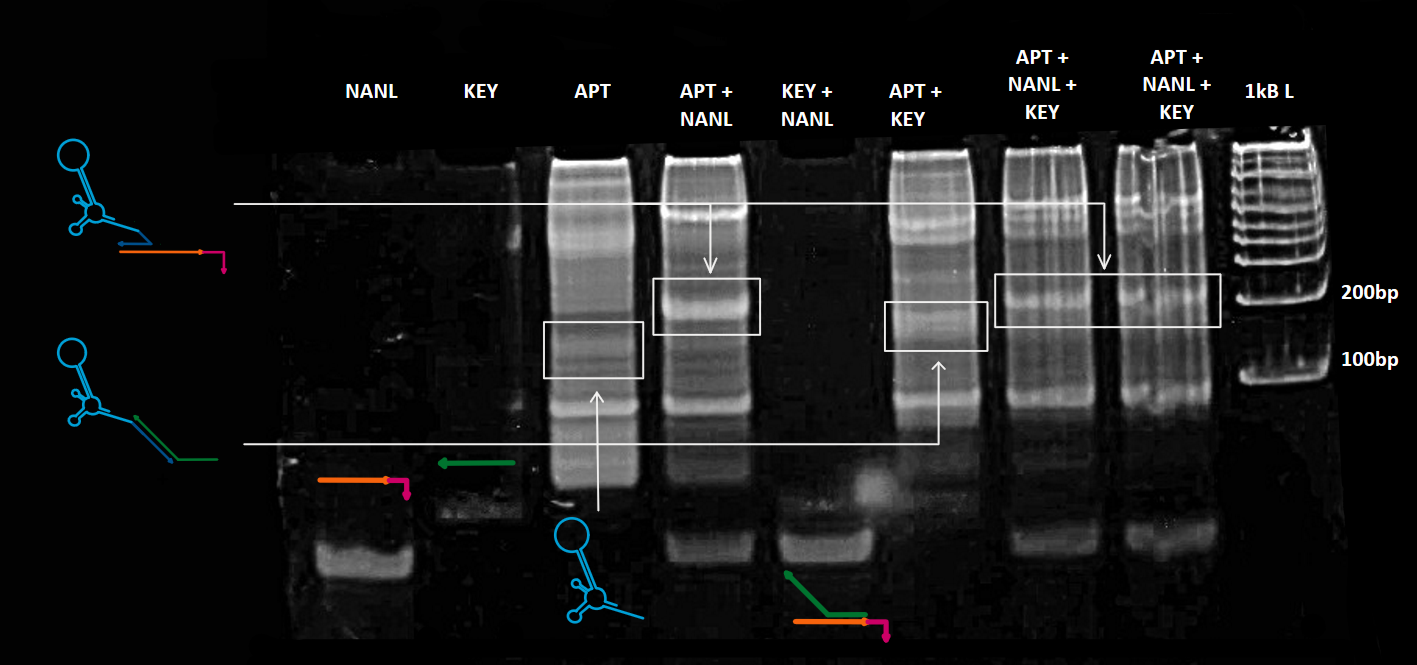 NANL
KEY
APT
APT +
NANL
KEY +
NANL
APT +
KEY
APT +
NANL +
KEY
APT +
NANL +
KEY
1kB L
200bp
100bp